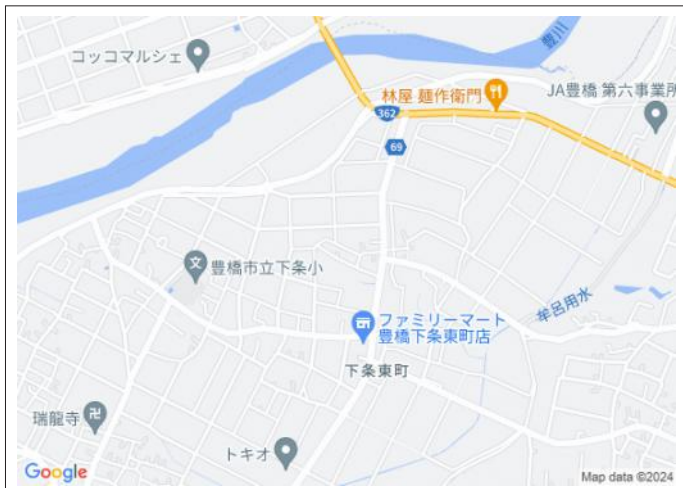 コッコマルシェ
豊川
林屋 麺作衛門
JA豊橋 第六事業所
362
69
文
豊橋市立下条小
牟呂用水
ファミリーマート
豊橋下条東町店
下条東町
瑞龍寺
卍
トキオ
Google
Map data ©2024